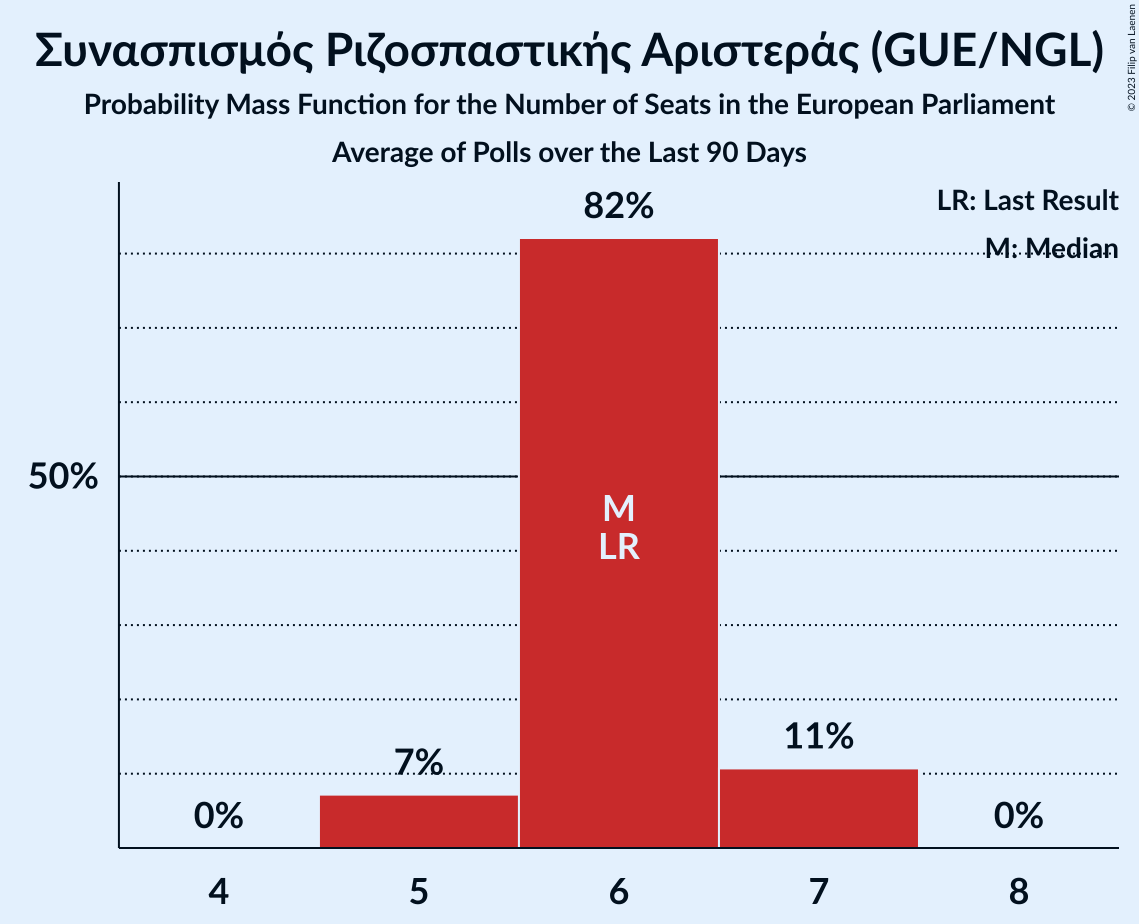 Συνασπισμός Ριζοσπαστικής Αριστεράς (GUE/NGL)
Probability Mass Function for the Number of Seats in the European Parliament
Average of Polls over the Last 90 Days
© 2023 Filip van Laenen
LR: Last Result
M: Median
82%
50%
M
LR
11%
7%
0%
0%
4 5 6 7 8